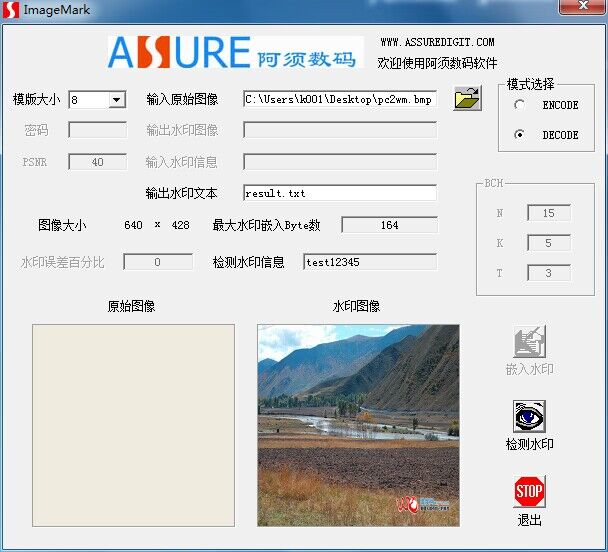 ImageMark
ASSURE 阿须数码
WWW.ASSUREDIGIT.COM
欢迎使用阿须数码软件
模版大小 8 输入原始图像 C:\Users\k001\Desktop\pc2wm.bmp
模式选择
ENCODE
DECODE
密码 输出水印图像
PSNR 40 输入水印信息
输出水印文本 result.txt
BCH
N 15
K 5
T 3
图像大小 640 x 428 最大水印嵌入Byte数 164
水印误差百分比 0 检测水印信息 test12345
原始图像 水印图像
嵌入水印
检测水印
STOP
退出